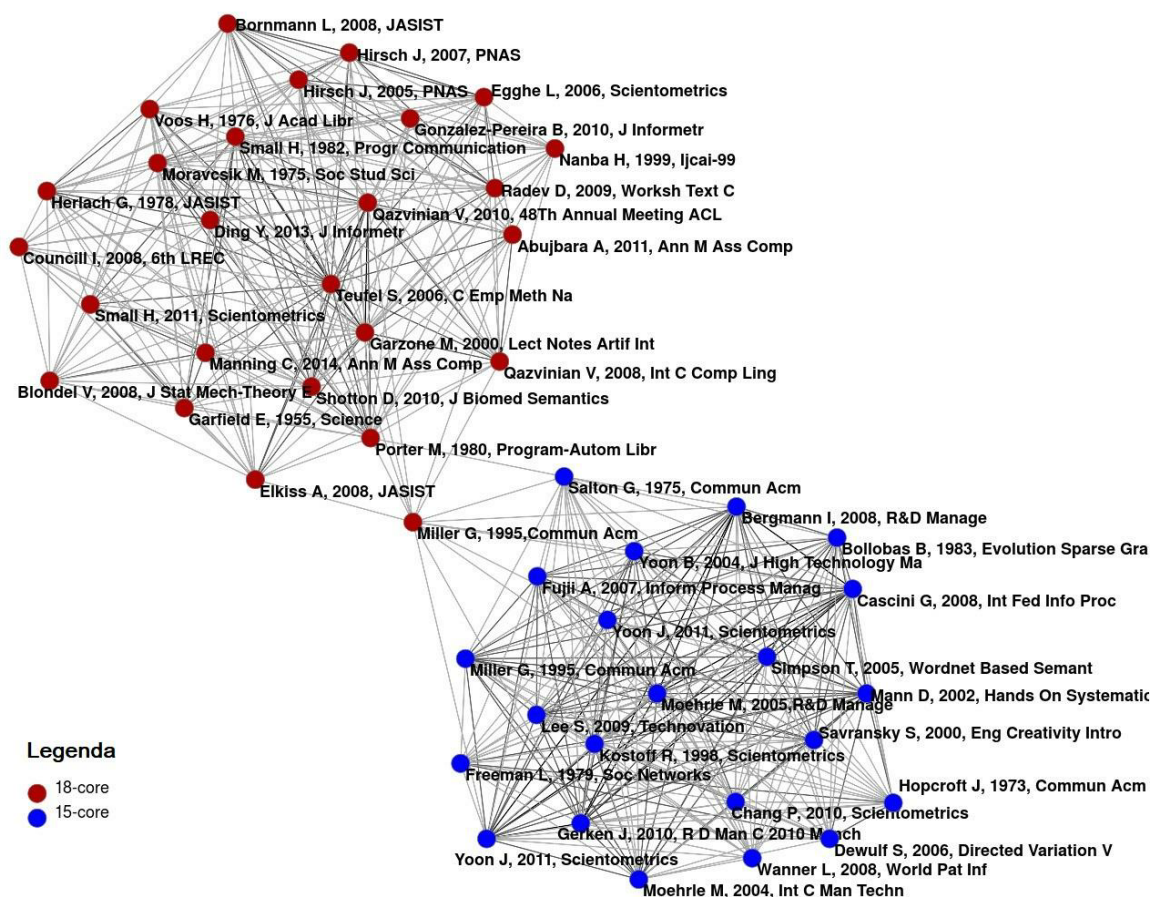 Bornmann L, 2008, JASIST
Hirsch J, 2007, PNAS
Hirsch J, 2005, PNAS
Egghe L, 2006, Scientometrics
Voos H, 1976, J Acad Libr
Gonzalez-Pereira B, 2010, J Informetr
Small H, 1982, Progr Communication
Nanba H, 1999, Ijcai-99
Moravcsik M, 1975, Soc Stud Sci
Radev D, 2009, Worksh Text C
Herlach G, 1978, JASIST
Qazvinian V, 2010, 48Th Annual Meeting ACL
Ding Y, 2013, J Informetr
Abujbara A, 2011, Ann M Ass Comp
Councill I, 2008, 6th LREC
Teufel S, 2006, C Emp Meth Na
Small H, 2011, Scientometrics
Garzone M, 2000, Lect Notes Artif Int
Manning C, 2014, Ann M Ass Comp
Qazvinian V, 2008, Int C Comp Ling
Blondel V, 2008, J Stat Mech-Theory E
Shotton D, 2010, J Biomed Semantics
Garfield E, 1955, Science
Porter M, 1980, Program-Autom Libr
Elkiss A, 2008, JASIST
Salton G, 1975, Commun Acm
Bergmann I, 2008, R&D Manage
Miller G, 1995,Commun Acm
Bollobas B, 1983, Evolution Sparse Gra
Yoon B, 2004, J High Technology Ma
Fujii A, 2007, Inform Process Manag
Cascini G, 2008, Int Fed Info Proc
Yoon J, 2011, Scientometrics
Miller G, 1995, Commun Acm
Simpson T, 2005, Wordnet Based Semant
Mann D, 2002, Hands On Systematic
Moehrle M, 2005,R&D Manage
Lee S, 2009, Technovation
Savransky S, 2000, Eng Creativity Intro
Kostoff R, 1998, Scientometrics
Freeman L, 1979, Soc Networks
Hopcroft J, 1973, Commun Acm
Chang P, 2010, Scientometrics
Gerken J, 2010, R D Man C 2010 Manch
Dewulf S, 2006, Directed Variation V
Yoon J, 2011, Scientometrics
Wanner L, 2008, World Pat Inf
Moehrle M, 2004, Int C Man Techn
Legenda
18-core
15-core